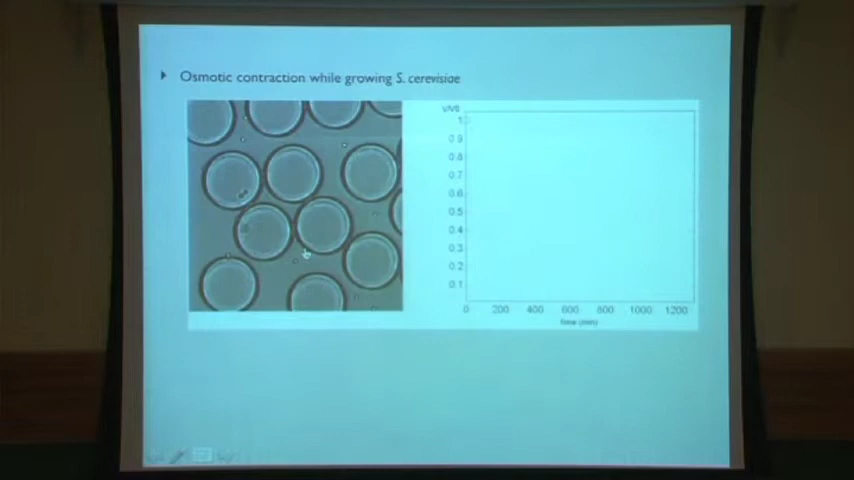 Osmotic contraction while growing S. cerevisiae
V/V0
1
0.9
0.8
0.7
0.6
0.5
0.4
0.3
0.2
0.1
0 200 400 600 800 1000 1200
time (min)